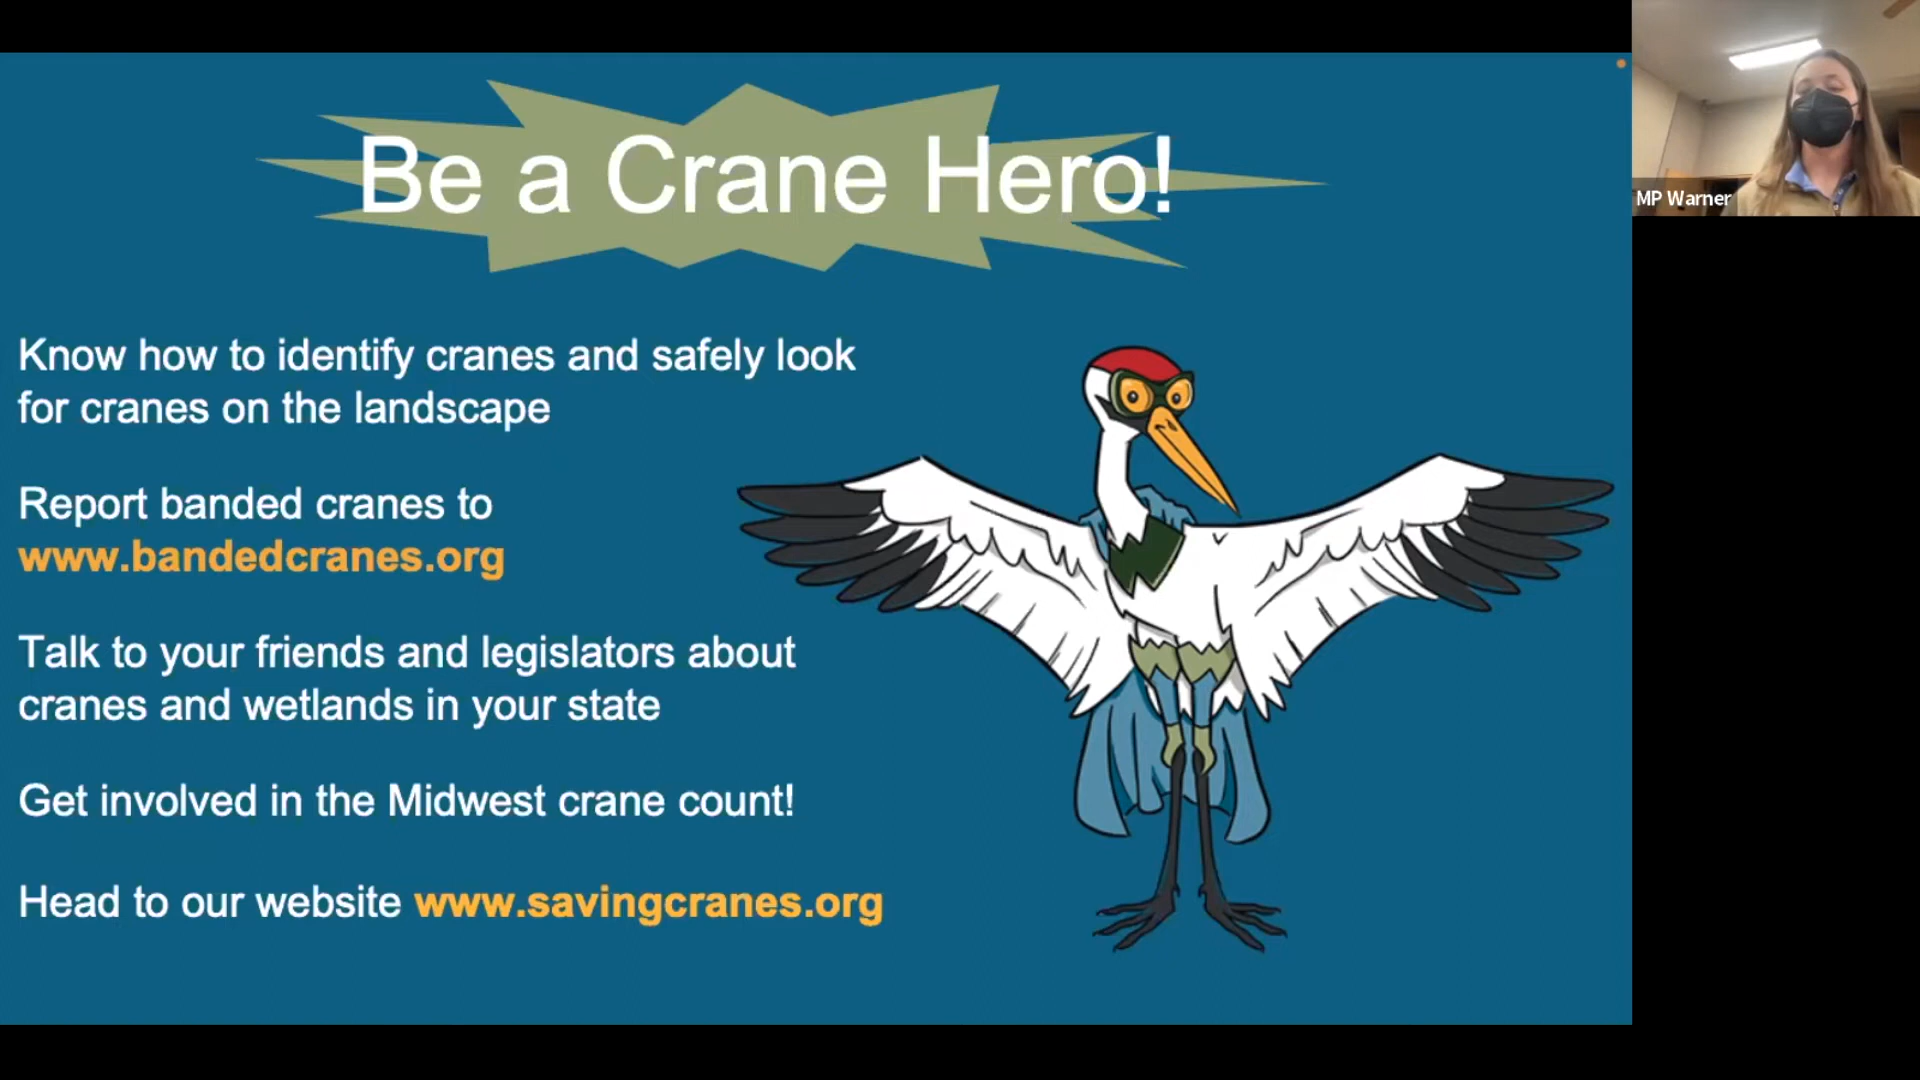 Be a Crane Hero!
Know how to identify cranes and safely look
for cranes on the landscape
Report banded cranes to
www.bandedcranes.org
Talk to your friends and legislators about
cranes and wetlands in your state
Get involved in the Midwest crane count!
Head to our website www.savingcranes.org
MP Warner